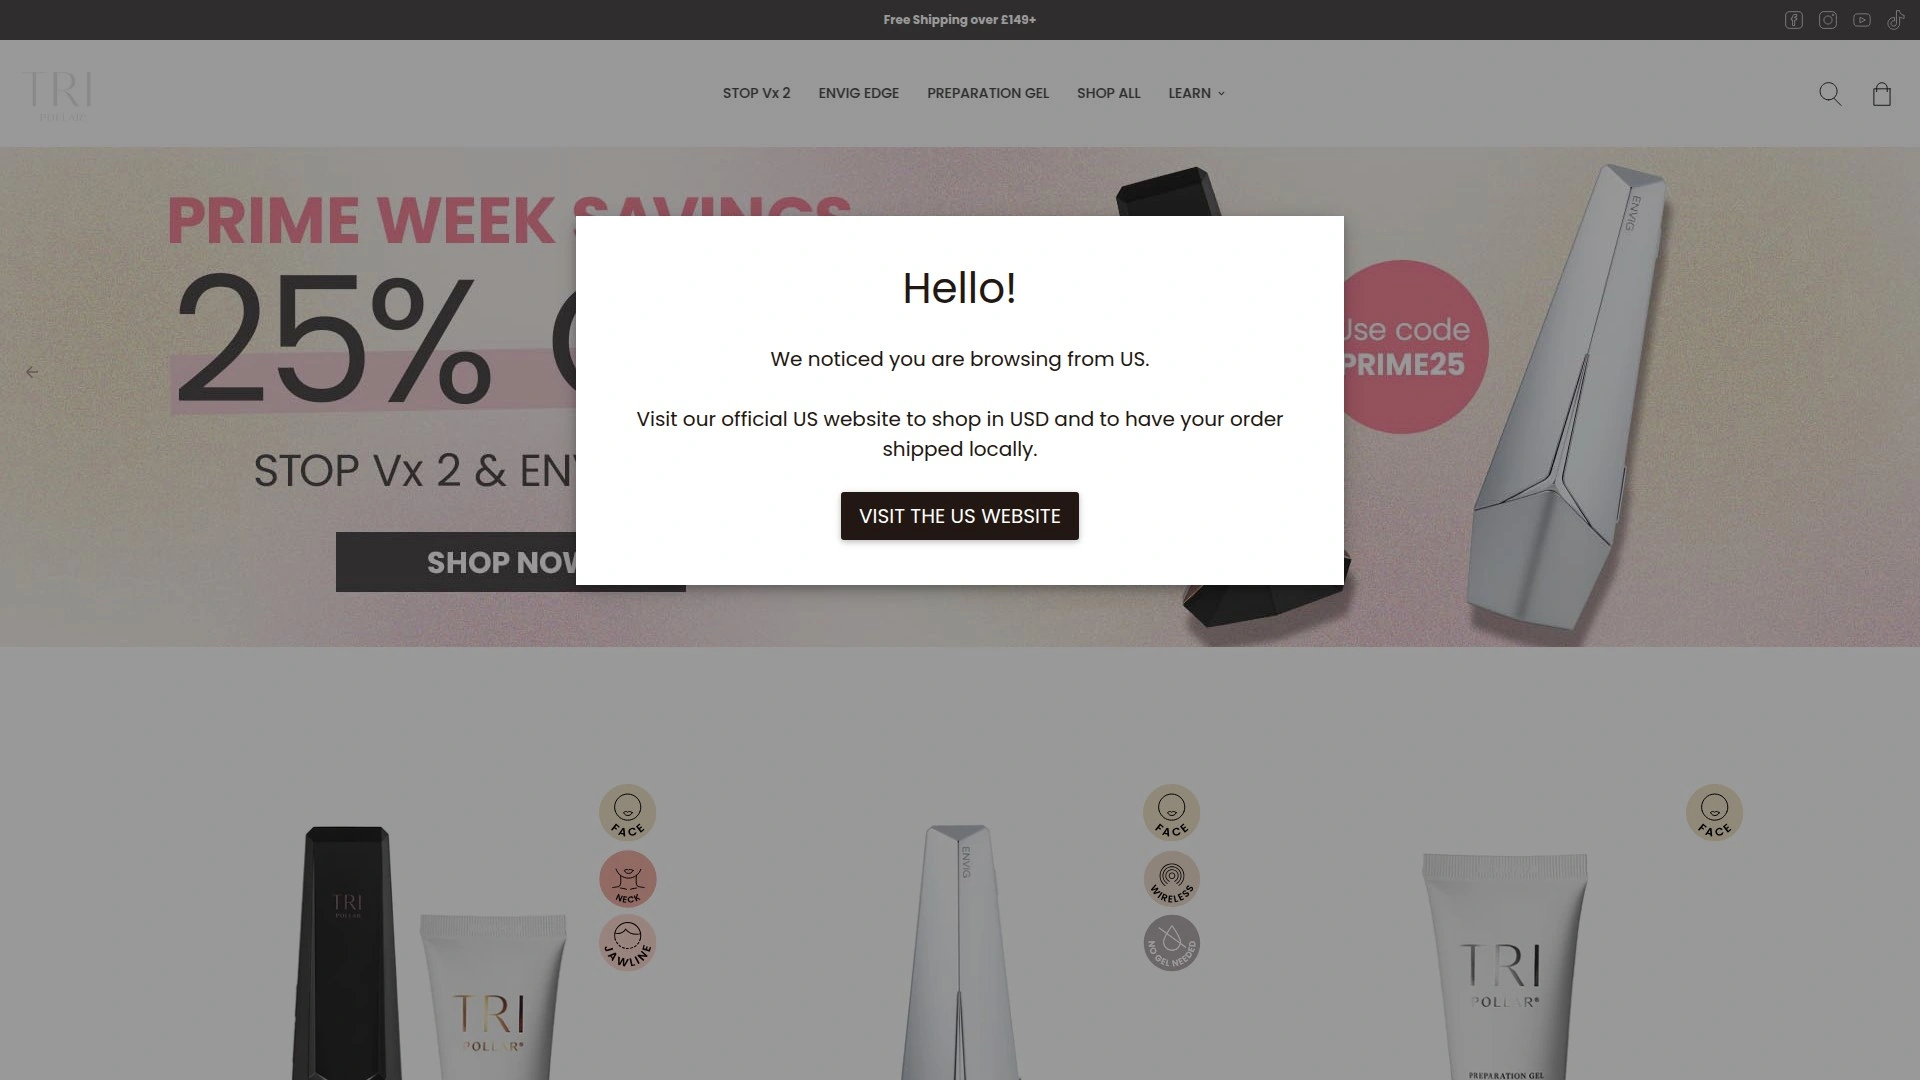 Free Shipping over £149+
TRI
POLLAR
STOP Vx 2
ENVIG EDGE
PREPARATION GEL
SHOP ALL
LEARN
PRIME WEEK SAVINGS
25%
STOP Vx 2 &
SHOP NOW
Use code
PRIME25
ENVIG
Hello!
We noticed you are browsing from US.
Visit our official US website to shop in USD and to have your order
shipped locally.
VISIT THE US WEBSITE
TRI
POLLAR
TRI
POLLAR®
FACE
NECK
JAWLINE
ENVIG
FACE
WIRELESS
NO GEL NEEDED
TRI
POLLAR®
PREPARATION GEL
FACE